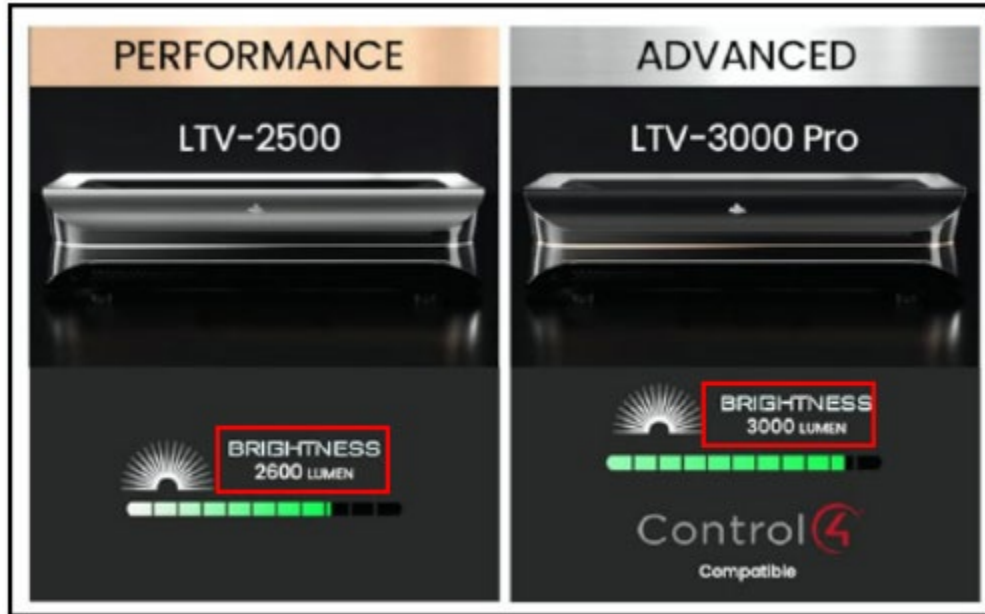 PERFORMANCE
LTV-2500
BRIGHTNESS
2600 LUMEN
ADVANCED
LTV-3000 Pro
BRIGHTNESS
3000 LUMEN
Control4
Compatible